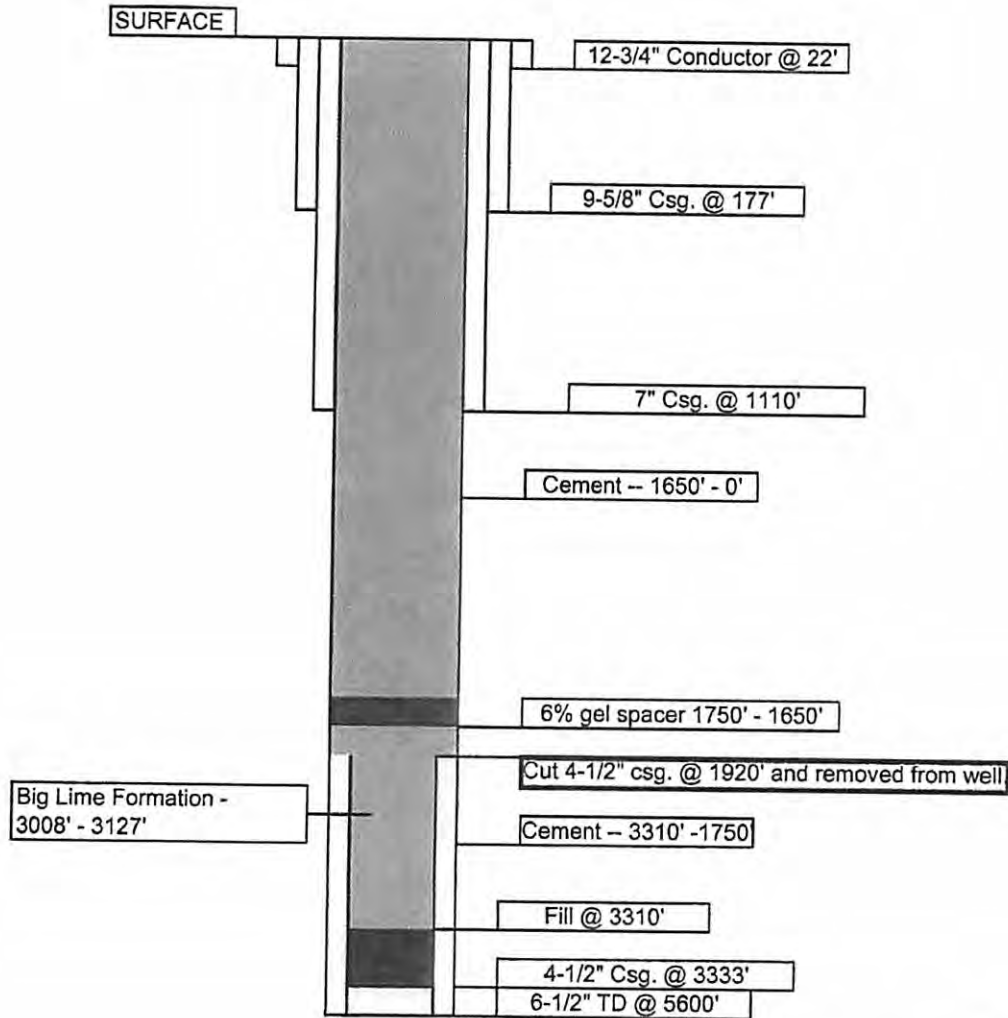 SURFACE
12-3/4" Conductor @ 22'
9-5/8" Csg. @ 177'
7" Csg. @ 1110'
Cement -- 1650' - 0'
6% gel spacer 1750' - 1650'
Cut 4-1/2" csg. @ 1920' and removed from well
Big Lime Formation -
3008' - 3127'
Cement -- 3310' -1750'
Fill @ 3310'
4-1/2" Csg. @ 3333'
6-1/2" TD @ 5600'